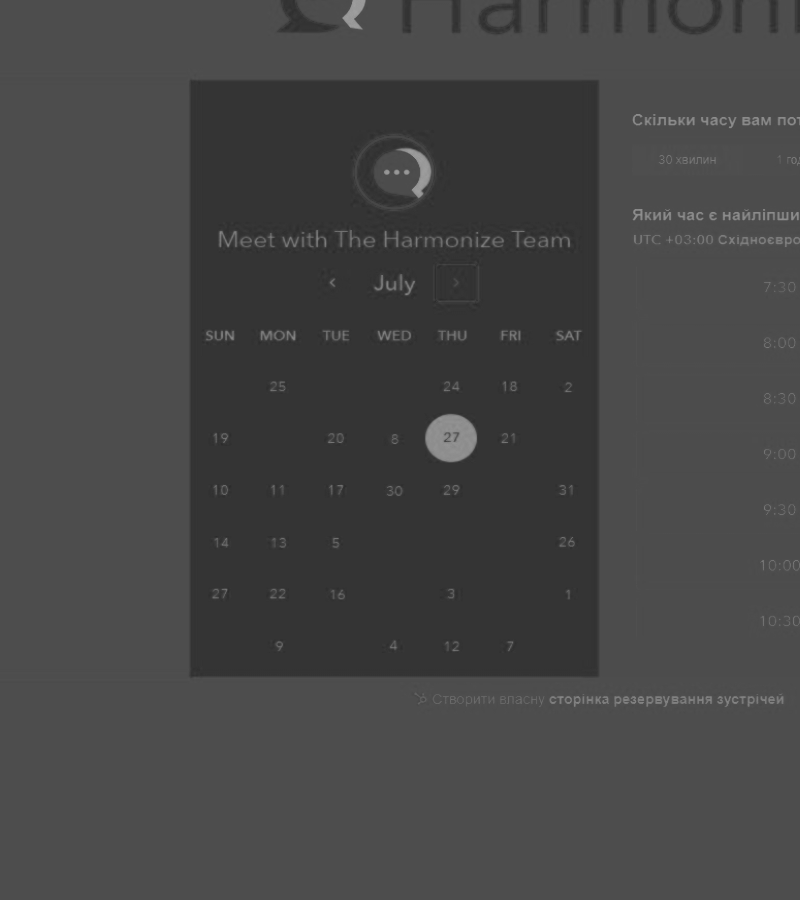 Harmoni
Meet with The Harmonize Team
July
SUN MON TUE WED THU FRI SAT
25 24 18 2
19 20 8 27 21
10 11 17 30 29 31
14 13 5 26
27 22 16 3 1
9 4 12 7
Скільки часу вам пот
30 хвилин 1 год
Який час є найліпши
UTC +03:00 Східноєвро
7:30
8:00
8:30
9:00
9:30
10:00
10:30
Створити власну сторінка резервування зустрічей